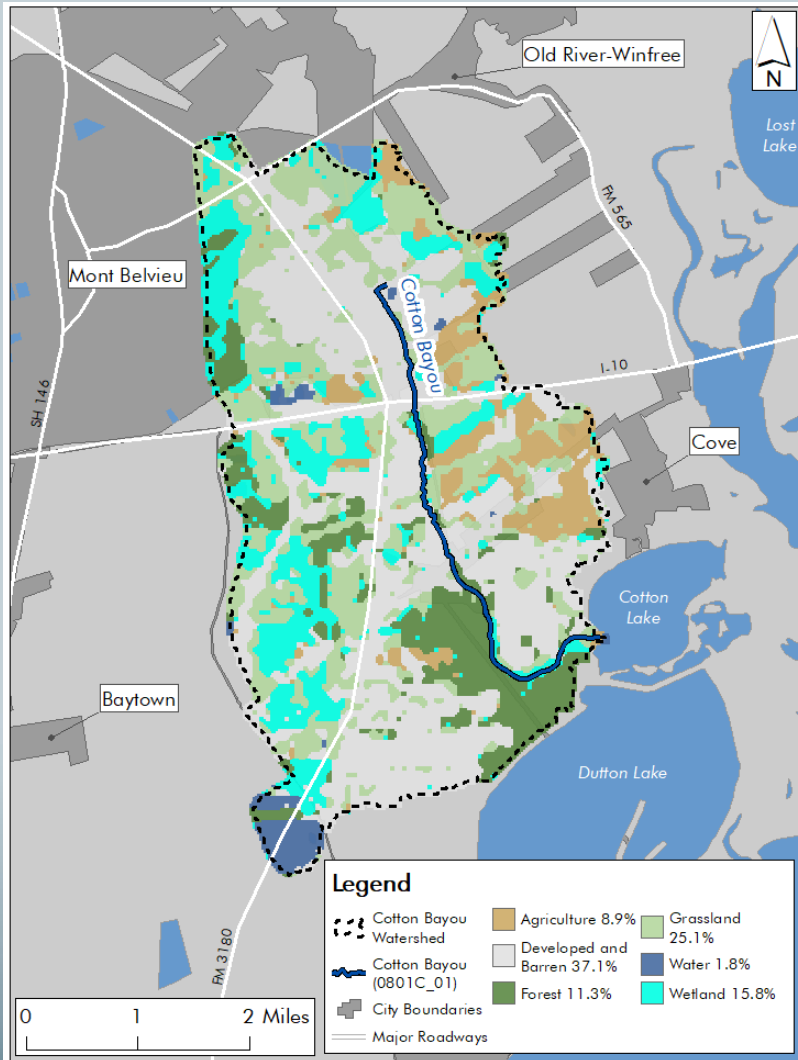 Old River-Winfree
N
Lost
Lake
FM 565
Mont Belvieu
Cotton Bayou
I-10
SH 146
Cove
Cotton
Lake
Baytown
Dutton Lake
FM 3180
Legend
Cotton Bayou
Watershed
Cotton Bayou
(0801C_01)
City Boundaries
Major Roadways
Agriculture 8.9%
Developed and
Barren 37.1%
Forest 11.3%
Grassland
25.1%
Water 1.8%
Wetland 15.8%
0 1 2 Miles